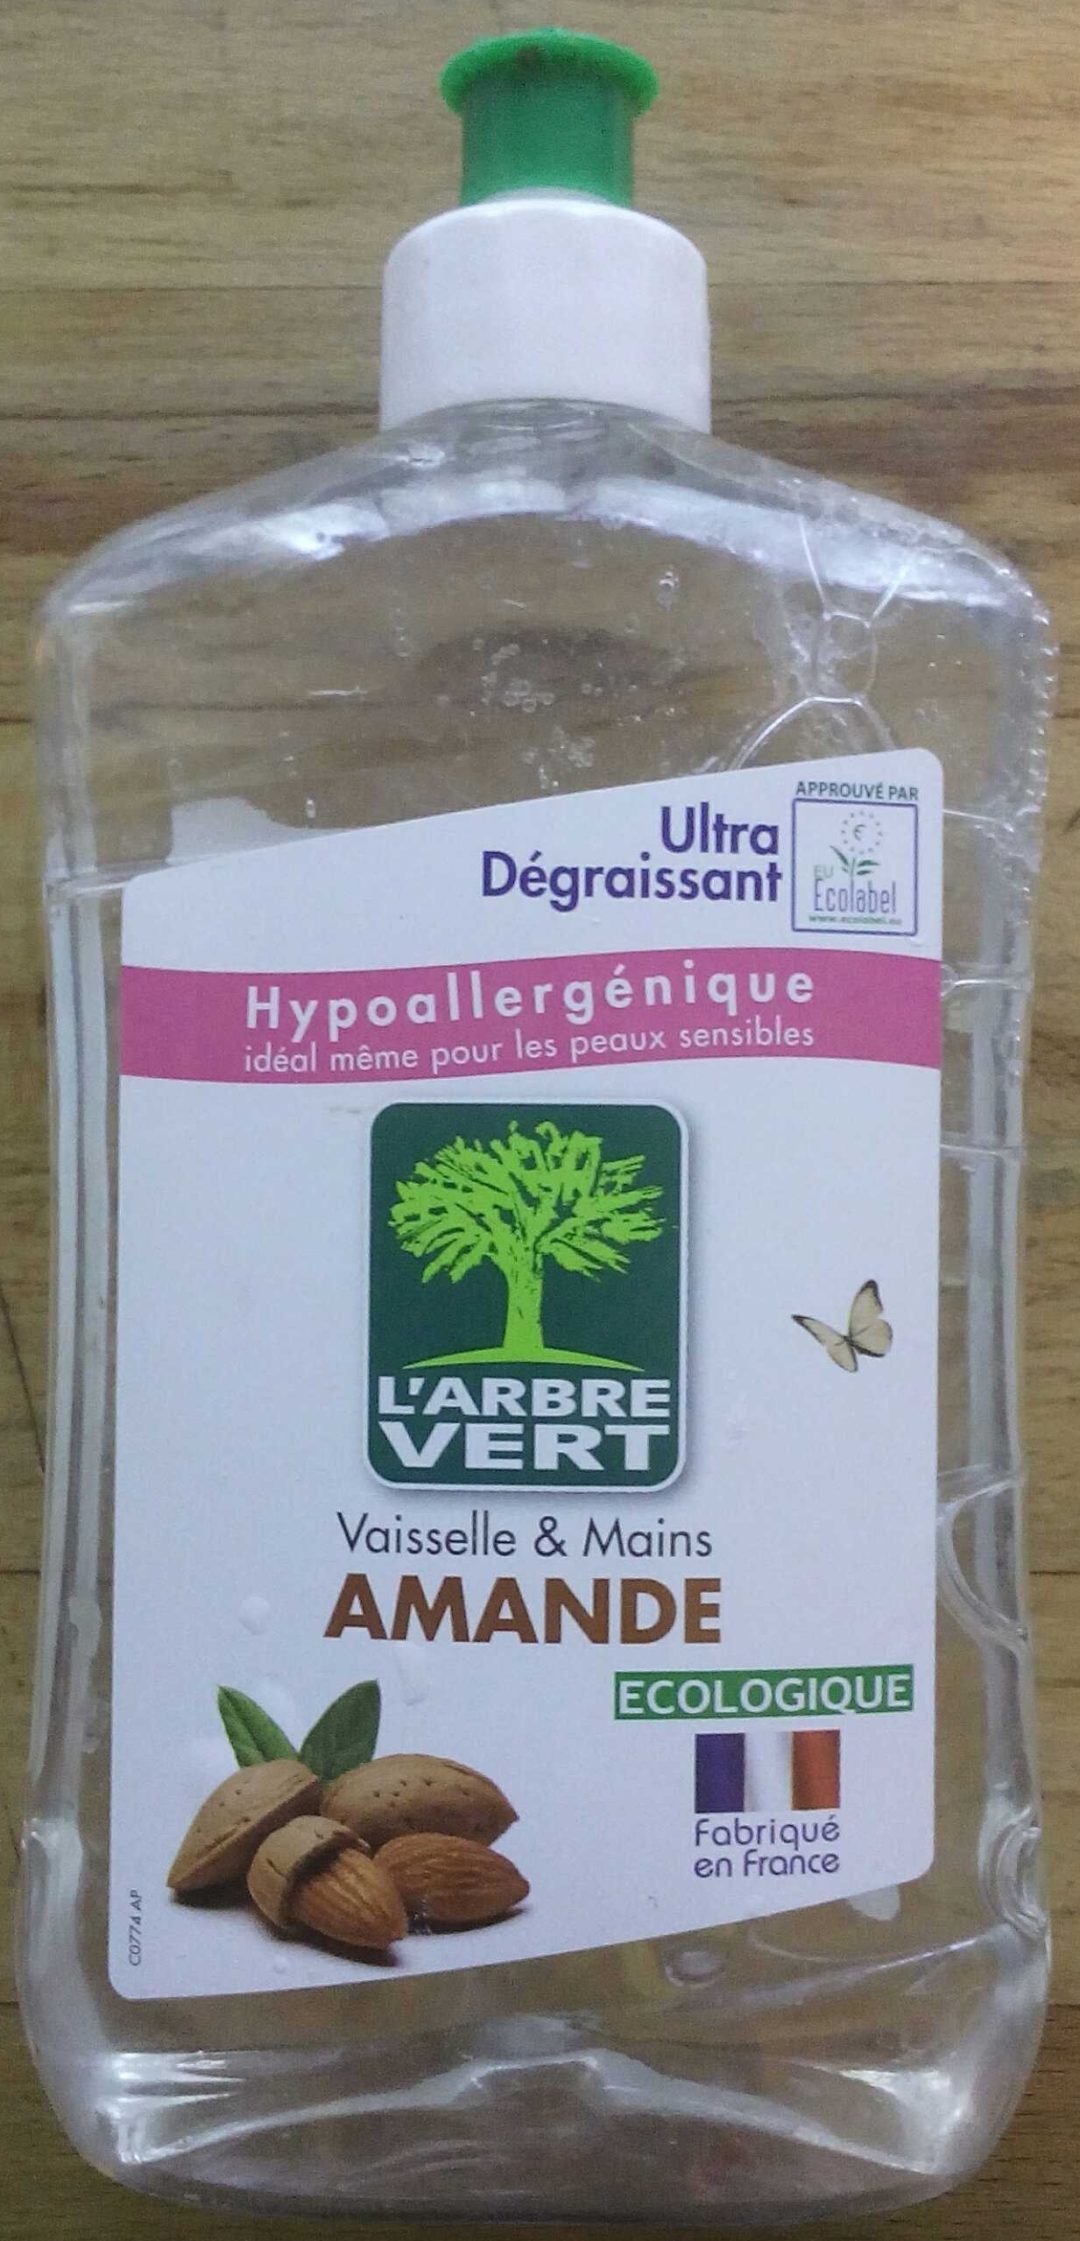 APPROUVÉ PAR
Ultra
Dégraissant
€
EU
Ecolabel
www.ecolabel.eu
Hypoallergénique
idéal même pour les peaux sensibles
L'ARBRE
VERT
Vaisselle & Mains
AMANDE
ECOLOGIQUE
Fabriqué
en France
C0774 AP